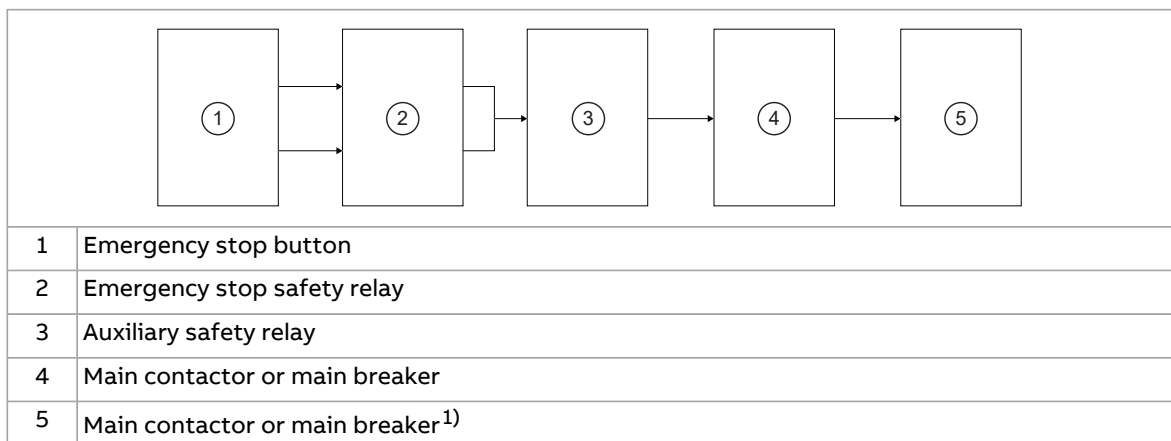 1 2 3 4 5
1 Emergency stop button
2 Emergency stop safety relay
3 Auxiliary safety relay
4 Main contactor or main breaker
5 Main contactor or main breaker1)